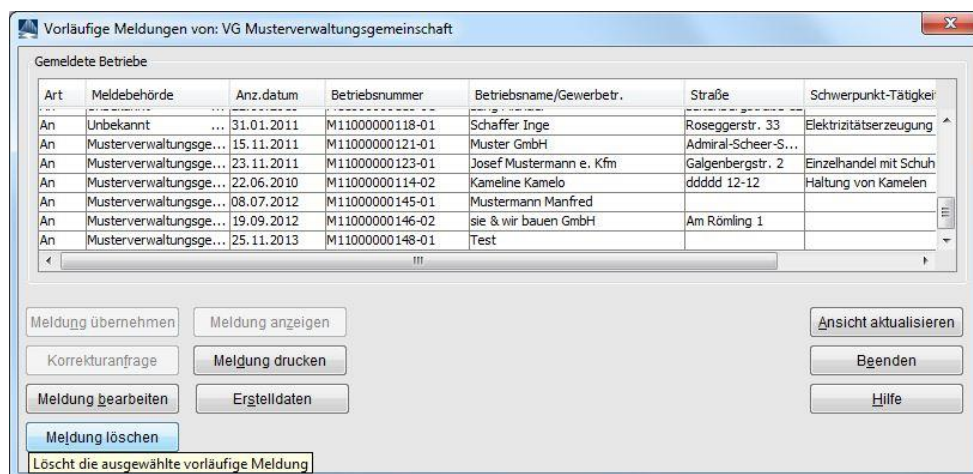 Vorläufige Meldungen von: VG Musterverwaltungsgemeinschaft
Gemeldete Betriebe
Art Meldebehörde Anz.datum Betriebsnummer Betriebsname/Gewerbetr. Straße Schwerpunkt-Tätigkei
An Unbekannt ... 31.01.2011 M11000000118-01 Schaffer Inge Roseggerstr. 33 Elektrizitätserzeugung
An Musterverwaltungsge... 15.11.2011 M11000000121-01 Muster GmbH Admiral-Scheer-S...
An Musterverwaltungsge... 23.11.2011 M11000000123-01 Josef Mustermann e. Kfm Galgenbergstr. 2 Einzelhandel mit Schuh
An Musterverwaltungsge... 22.06.2010 M11000000114-02 Kameline Kamelo ddddd 12-12 Haltung von Kamelen
An Musterverwaltungsge... 08.07.2012 M11000000145-01 Mustermann Manfred
An Musterverwaltungsge... 19.09.2012 M11000000146-02 sie & wir bauen GmbH Am Römling 1
An Musterverwaltungsge... 25.11.2013 M11000000148-01 Test
Meldung übernehmen Meldung anzeigen Ansicht aktualisieren
Korrekturanfrage Meldung drucken Beenden
Meldung bearbeiten Erstelldaten Hilfe
Meldung löschen
Löscht die ausgewählte vorläufige Meldung